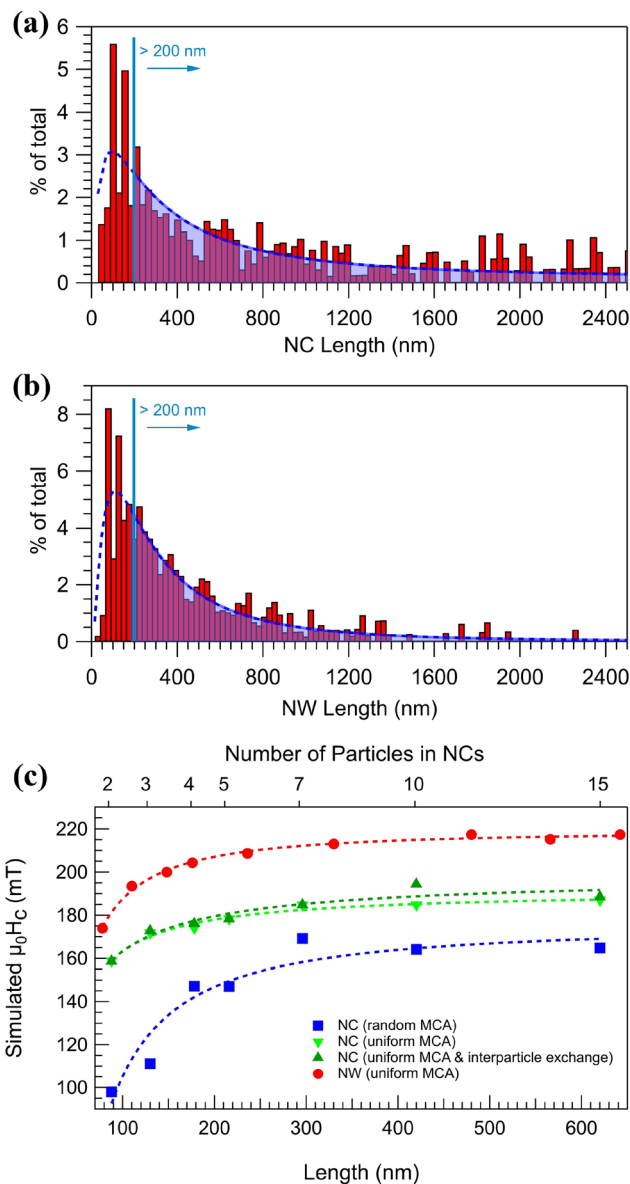 (a)
6
5
4
3
2
1
0
% of total
> 200 nm
0 400 800 1200 1600 2000 2400
NC Length (nm)
(b)
8
6
4
2
0
% of total
> 200 nm
0 400 800 1200 1600 2000 2400
NW Length (nm)
(c)
Number of Particles in NCs
2 3 4 5 7 10 15
220
200
180
160
140
120
100
Simulated μ₀H_C (mT)
NC (random MCA)
NC (uniform MCA)
NC (uniform MCA & interparticle exchange)
NW (uniform MCA)
100 200 300 400 500 600
Length (nm)